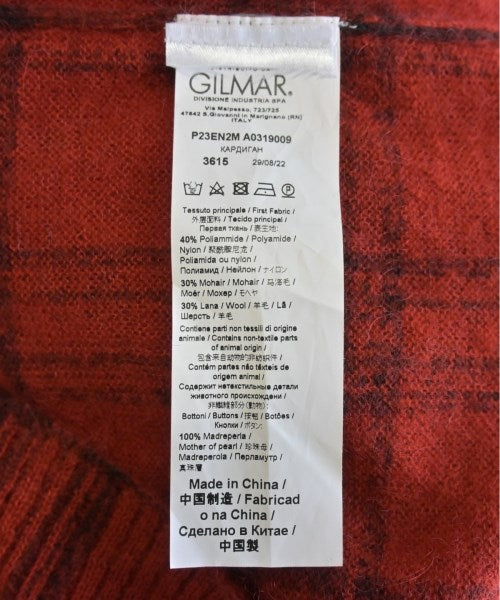 GILMAR®
DIVISIONE INDUSTRIA SPA
Via Malpasso, 723/725
47842 S.Giovanni in Marignano (RN)
ITALY
P23EN2M A0319009
КАРДИГАН
3615 29/08/22
Tessuto principale / First Fabric /
外层面料 / Tecido principal /
Первая ткань / 表生地:
40% Poliammide / Polyamide /
Nylon / 聚酰胺尼龙 /
Poliamida ou nylon /
Полиамид / Нейлон / ナイロン
30% Mohair / Mohair / 马海毛 /
Moér / Мохер / モヘヤ
30% Lana / Wool / 羊毛 / Lã /
Шерсть / 羊毛
Contiene parti non tessili di origine
animale / Contains non-textile parts
of animal origin /
包含来自动物的非纺织件 /
Contém partes não têxteis de
origem animal /
Содержит нетекстильные детали
животного происхождени /
非繊維部分(動物):
Bottoni / Buttons / 按钮 / Botões /
Кнопки / ボタン:
100% Madreperla /
Mother of pearl / 珍珠母 /
Madreperola / Перламутр /
真珠層
Made in China /
中国制造 / Fabricad
o na China /
Сделано в Китае /
中国製